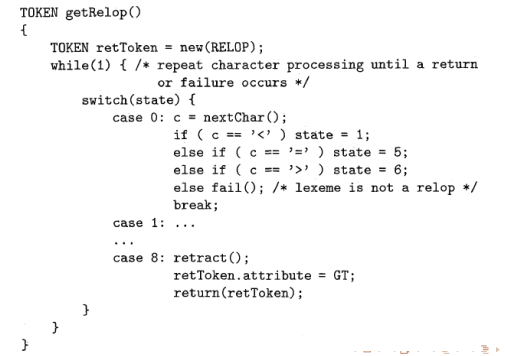 TOKEN getRelop()
{
    TOKEN retToken = new(RELOP);
    while(1) { /* repeat character processing until a return
                  or failure occurs */
        switch(state) {
            case 0: c = nextChar();
                    if ( c == '<' ) state = 1;
                    else if ( c == '=' ) state = 5;
                    else if ( c == '>' ) state = 6;
                    else fail(); /* lexeme is not a relop */
                    break;
            case 1: ...
            ...
            case 8: retract();
                    retToken.attribute = GT;
                    return(retToken);
        }
    }
}